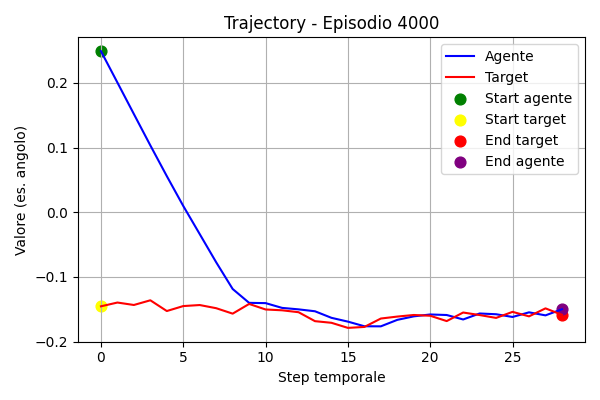 Trajectory - Episodio 4000
Agente
Target
Start agente
Start target
End target
End agente
Valore (es. angolo)
0.2
0.1
0.0
−0.1
−0.2
0 5 10 15 20 25
Step temporale